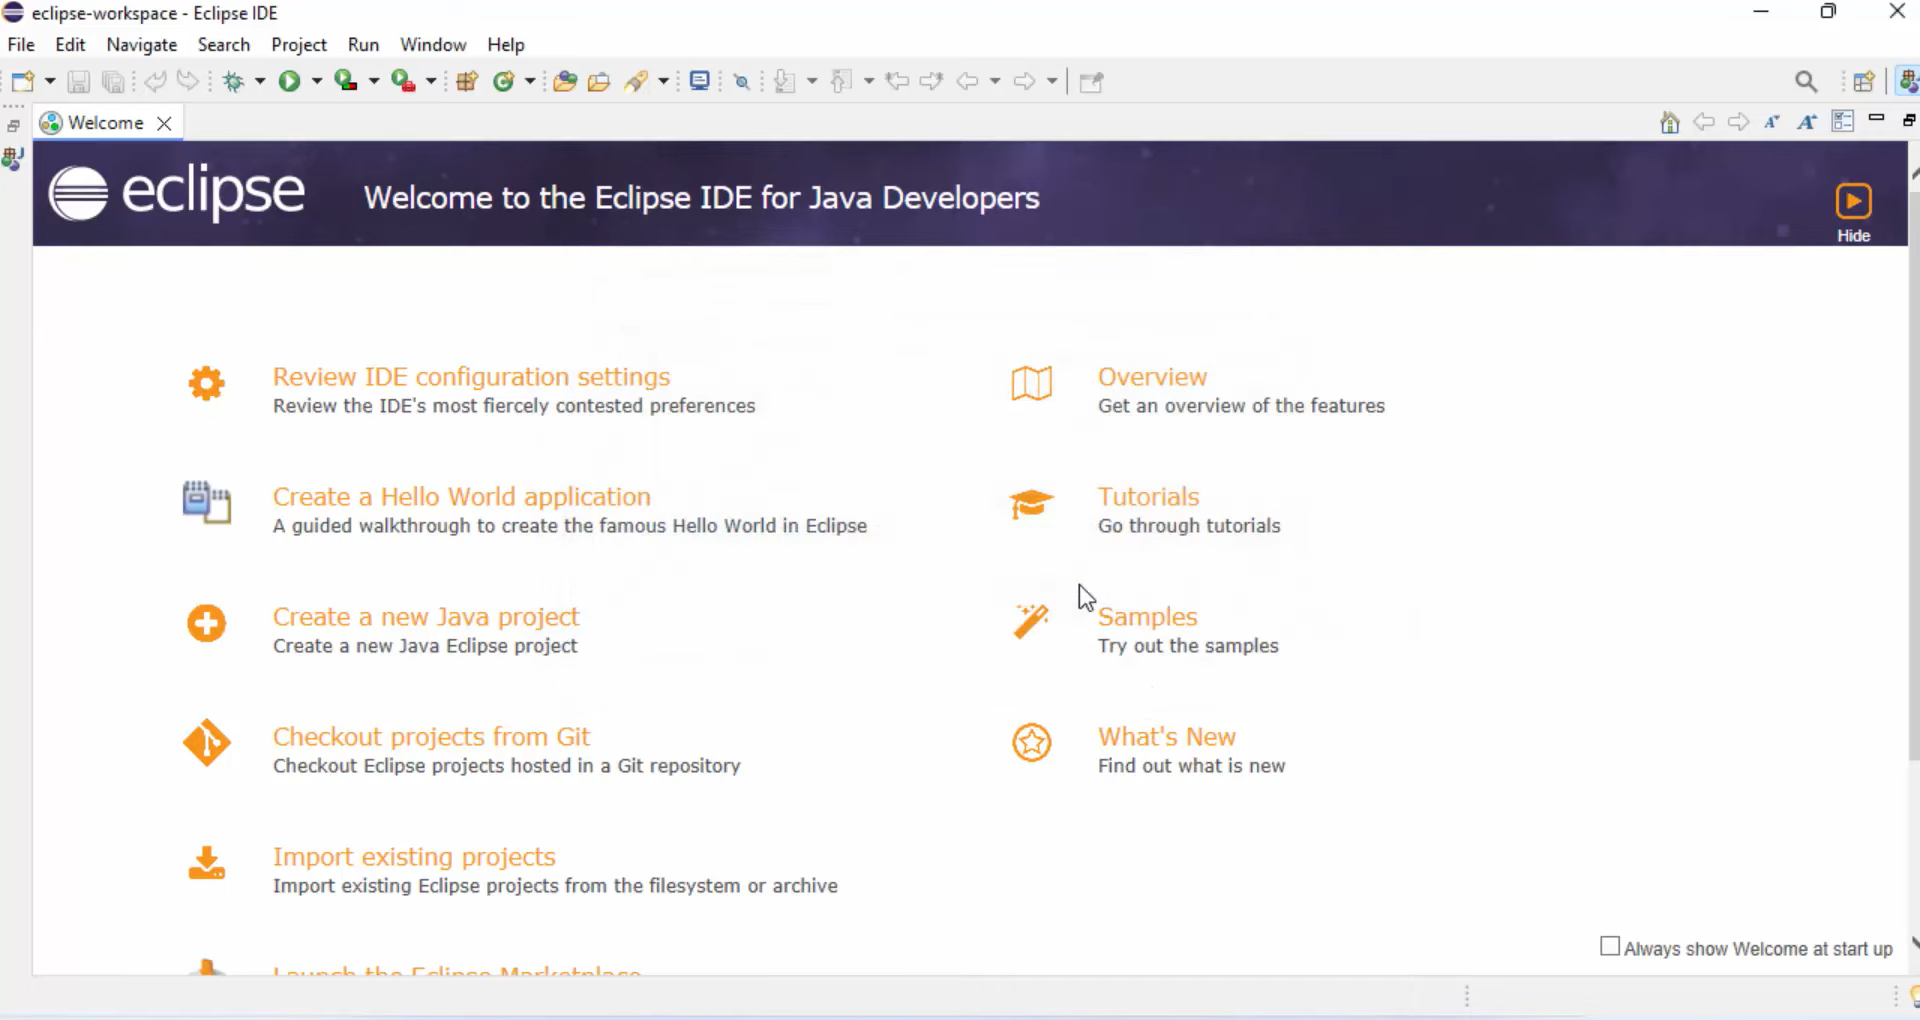 eclipse-workspace - Eclipse IDE
File Edit Navigate Search Project Run Window Help
Welcome
eclipse
Welcome to the Eclipse IDE for Java Developers
Hide
Review IDE configuration settings
Review the IDE's most fiercely contested preferences
Overview
Get an overview of the features
Create a Hello World application
A guided walkthrough to create the famous Hello World in Eclipse
Tutorials
Go through tutorials
Create a new Java project
Create a new Java Eclipse project
Samples
Try out the samples
Checkout projects from Git
Checkout Eclipse projects hosted in a Git repository
What's New
Find out what is new
Import existing projects
Import existing Eclipse projects from the filesystem or archive
Launch the Eclipse Marketplace
Always show Welcome at start up